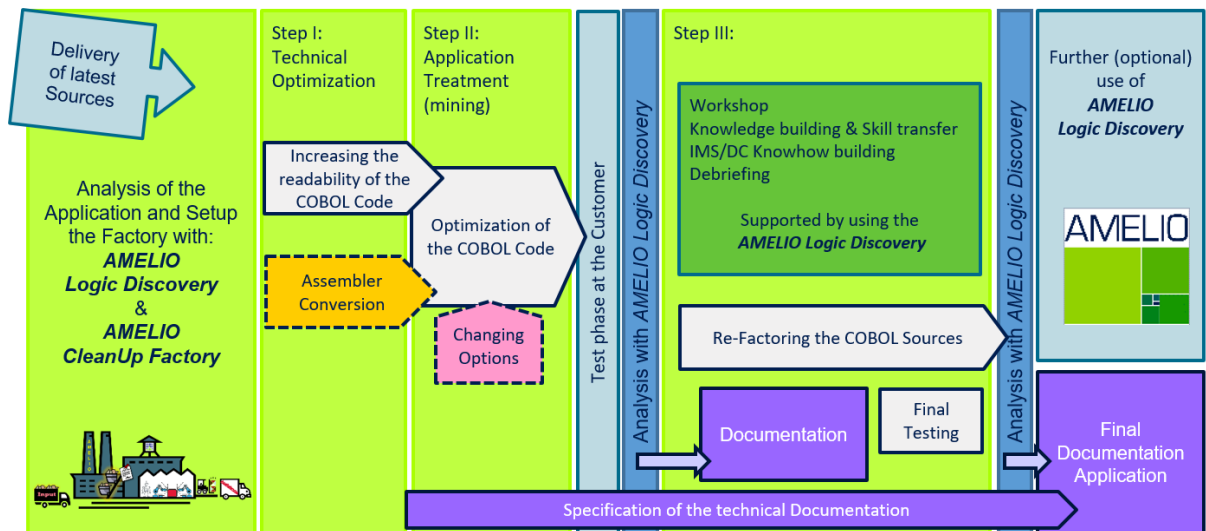 Delivery
of latest
Sources
Analysis of the
Application and Setup
the Factory with:
AMELIO
Logic Discovery
&
AMELIO
CleanUp Factory
AMELIO
Input
Step I:
Technical
Optimization
Increasing the
readability of the
COBOL Code
Assembler
Conversion
Step II:
Application
Treatment
(mining)
Optimization of
the COBOL Code
Changing
Options
Test phase at the Customer
Analysis with AMELIO Logic Discovery
Step III:
Workshop
Knowledge building & Skill transfer
IMS/DC Knowhow building
Debriefing
Supported by using the
AMELIO Logic Discovery
Re-Factoring the COBOL Sources
Documentation
Final
Testing
Analysis with AMELIO Logic Discovery
Further (optional)
use of
AMELIO
Logic Discovery
AMELIO
Final
Documentation
Application
Specification of the technical Documentation